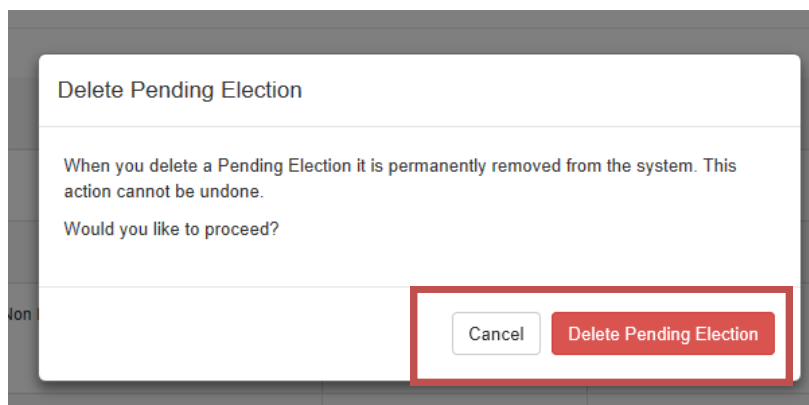 Delete Pending Election
When you delete a Pending Election it is permanently removed from the system. This
action cannot be undone.
Would you like to proceed?
Non
Cancel Delete Pending Election